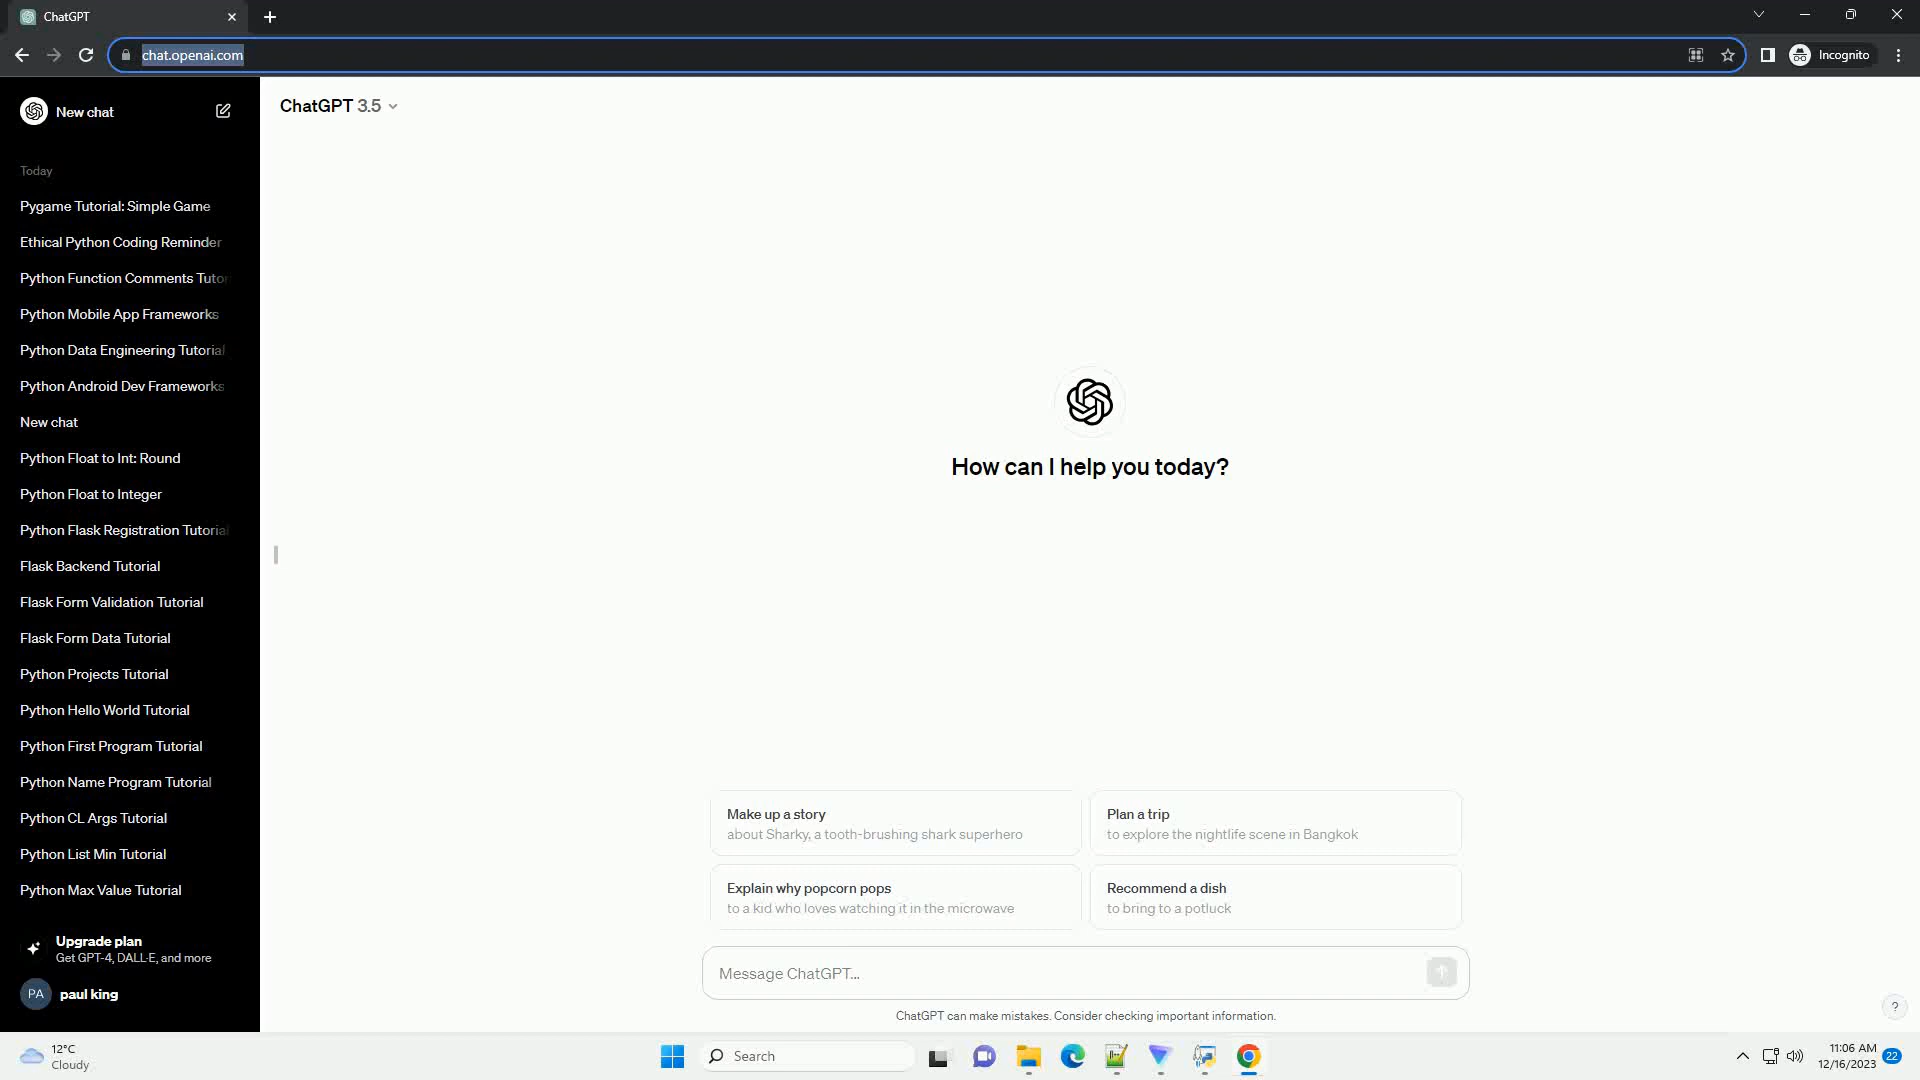 ChatGPT
chat.openai.com
Incognito
New chat
ChatGPT 3.5
Today
Pygame Tutorial: Simple Game
Ethical Python Coding Reminder
Python Function Comments Tutor
Python Mobile App Frameworks
Python Data Engineering Tutorial
Python Android Dev Frameworks
New chat
Python Float to Int: Round
Python Float to Integer
Python Flask Registration Tutorial
Flask Backend Tutorial
Flask Form Validation Tutorial
Flask Form Data Tutorial
Python Projects Tutorial
Python Hello World Tutorial
Python First Program Tutorial
Python Name Program Tutorial
Python CL Args Tutorial
Python List Min Tutorial
Python Max Value Tutorial
Upgrade plan
Get GPT-4, DALL·E, and more
PA paul king
How can I help you today?
Make up a story
about Sharky, a tooth-brushing shark superhero
Plan a trip
to explore the nightlife scene in Bangkok
Explain why popcorn pops
to a kid who loves watching it in the microwave
Recommend a dish
to bring to a potluck
Message ChatGPT...
ChatGPT can make mistakes. Consider checking important information.
?
12°C
Cloudy
Search
11:06 AM
12/16/2023
22